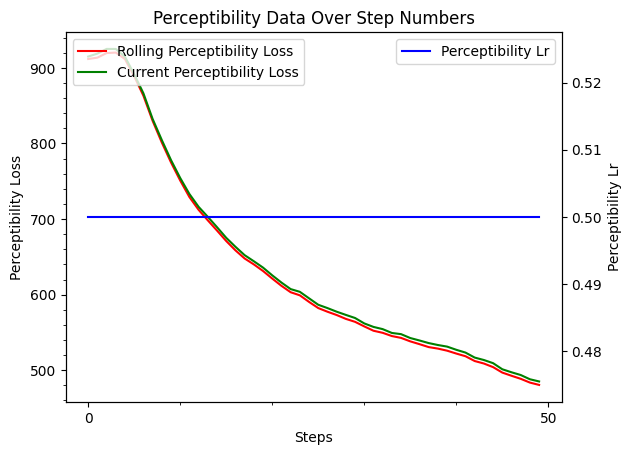 Perceptibility Data Over Step Numbers
Rolling Perceptibility Loss
Current Perceptibility Loss
Perceptibility Lr
900
800
700
600
500
Perceptibility Loss
0.52
0.51
0.50
0.49
0.48
Perceptibility Lr
0
50
Steps